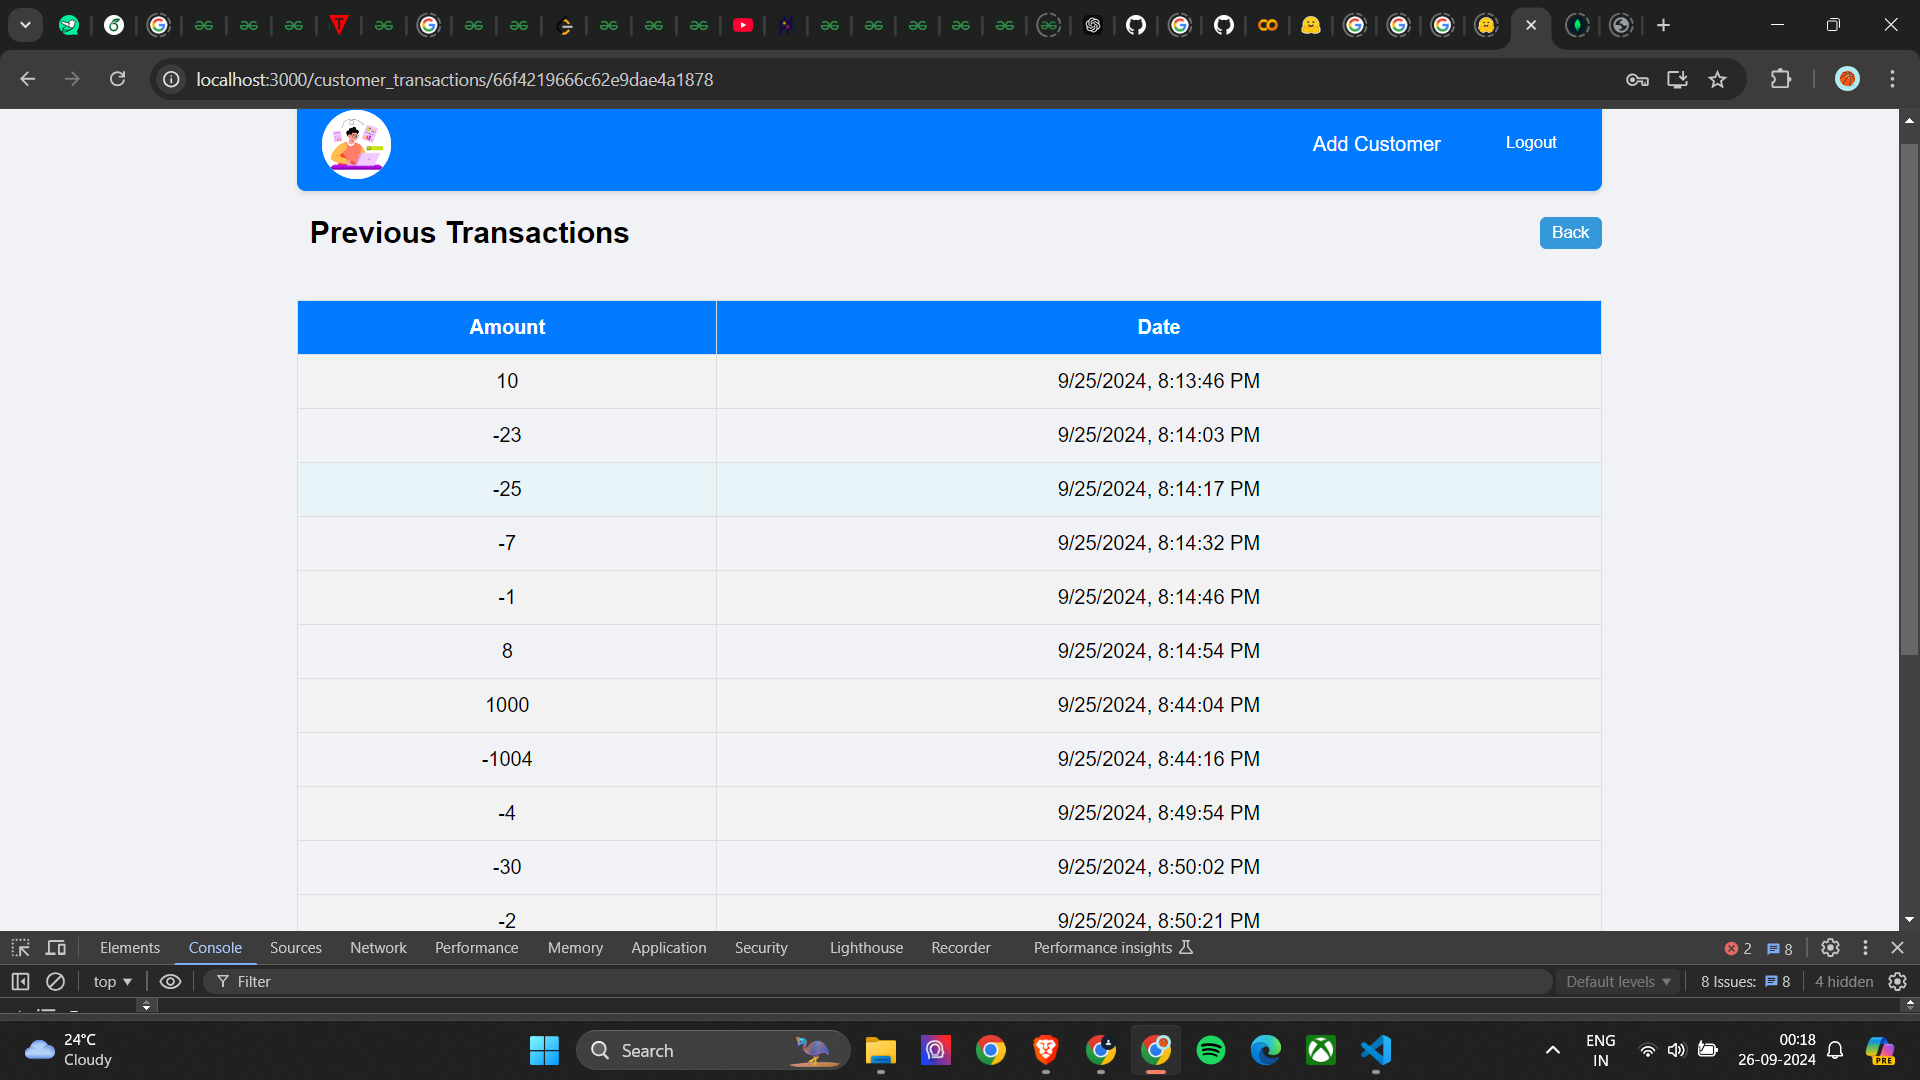 localhost:3000/customer_transactions/66f4219666c62e9dae4a1878
Add Customer
Logout
Previous Transactions
Back
Amount Date
10 9/25/2024, 8:13:46 PM
-23 9/25/2024, 8:14:03 PM
-25 9/25/2024, 8:14:17 PM
-7 9/25/2024, 8:14:32 PM
-1 9/25/2024, 8:14:46 PM
8 9/25/2024, 8:14:54 PM
1000 9/25/2024, 8:44:04 PM
-1004 9/25/2024, 8:44:16 PM
-4 9/25/2024, 8:49:54 PM
-30 9/25/2024, 8:50:02 PM
-2 9/25/2024, 8:50:21 PM
Elements Console Sources Network Performance Memory Application Security Lighthouse Recorder Performance insights 2 8
top Filter Default levels 8 Issues: 8 4 hidden
24°C
Cloudy
Search
ENG
IN
00:18
26-09-2024
PRE